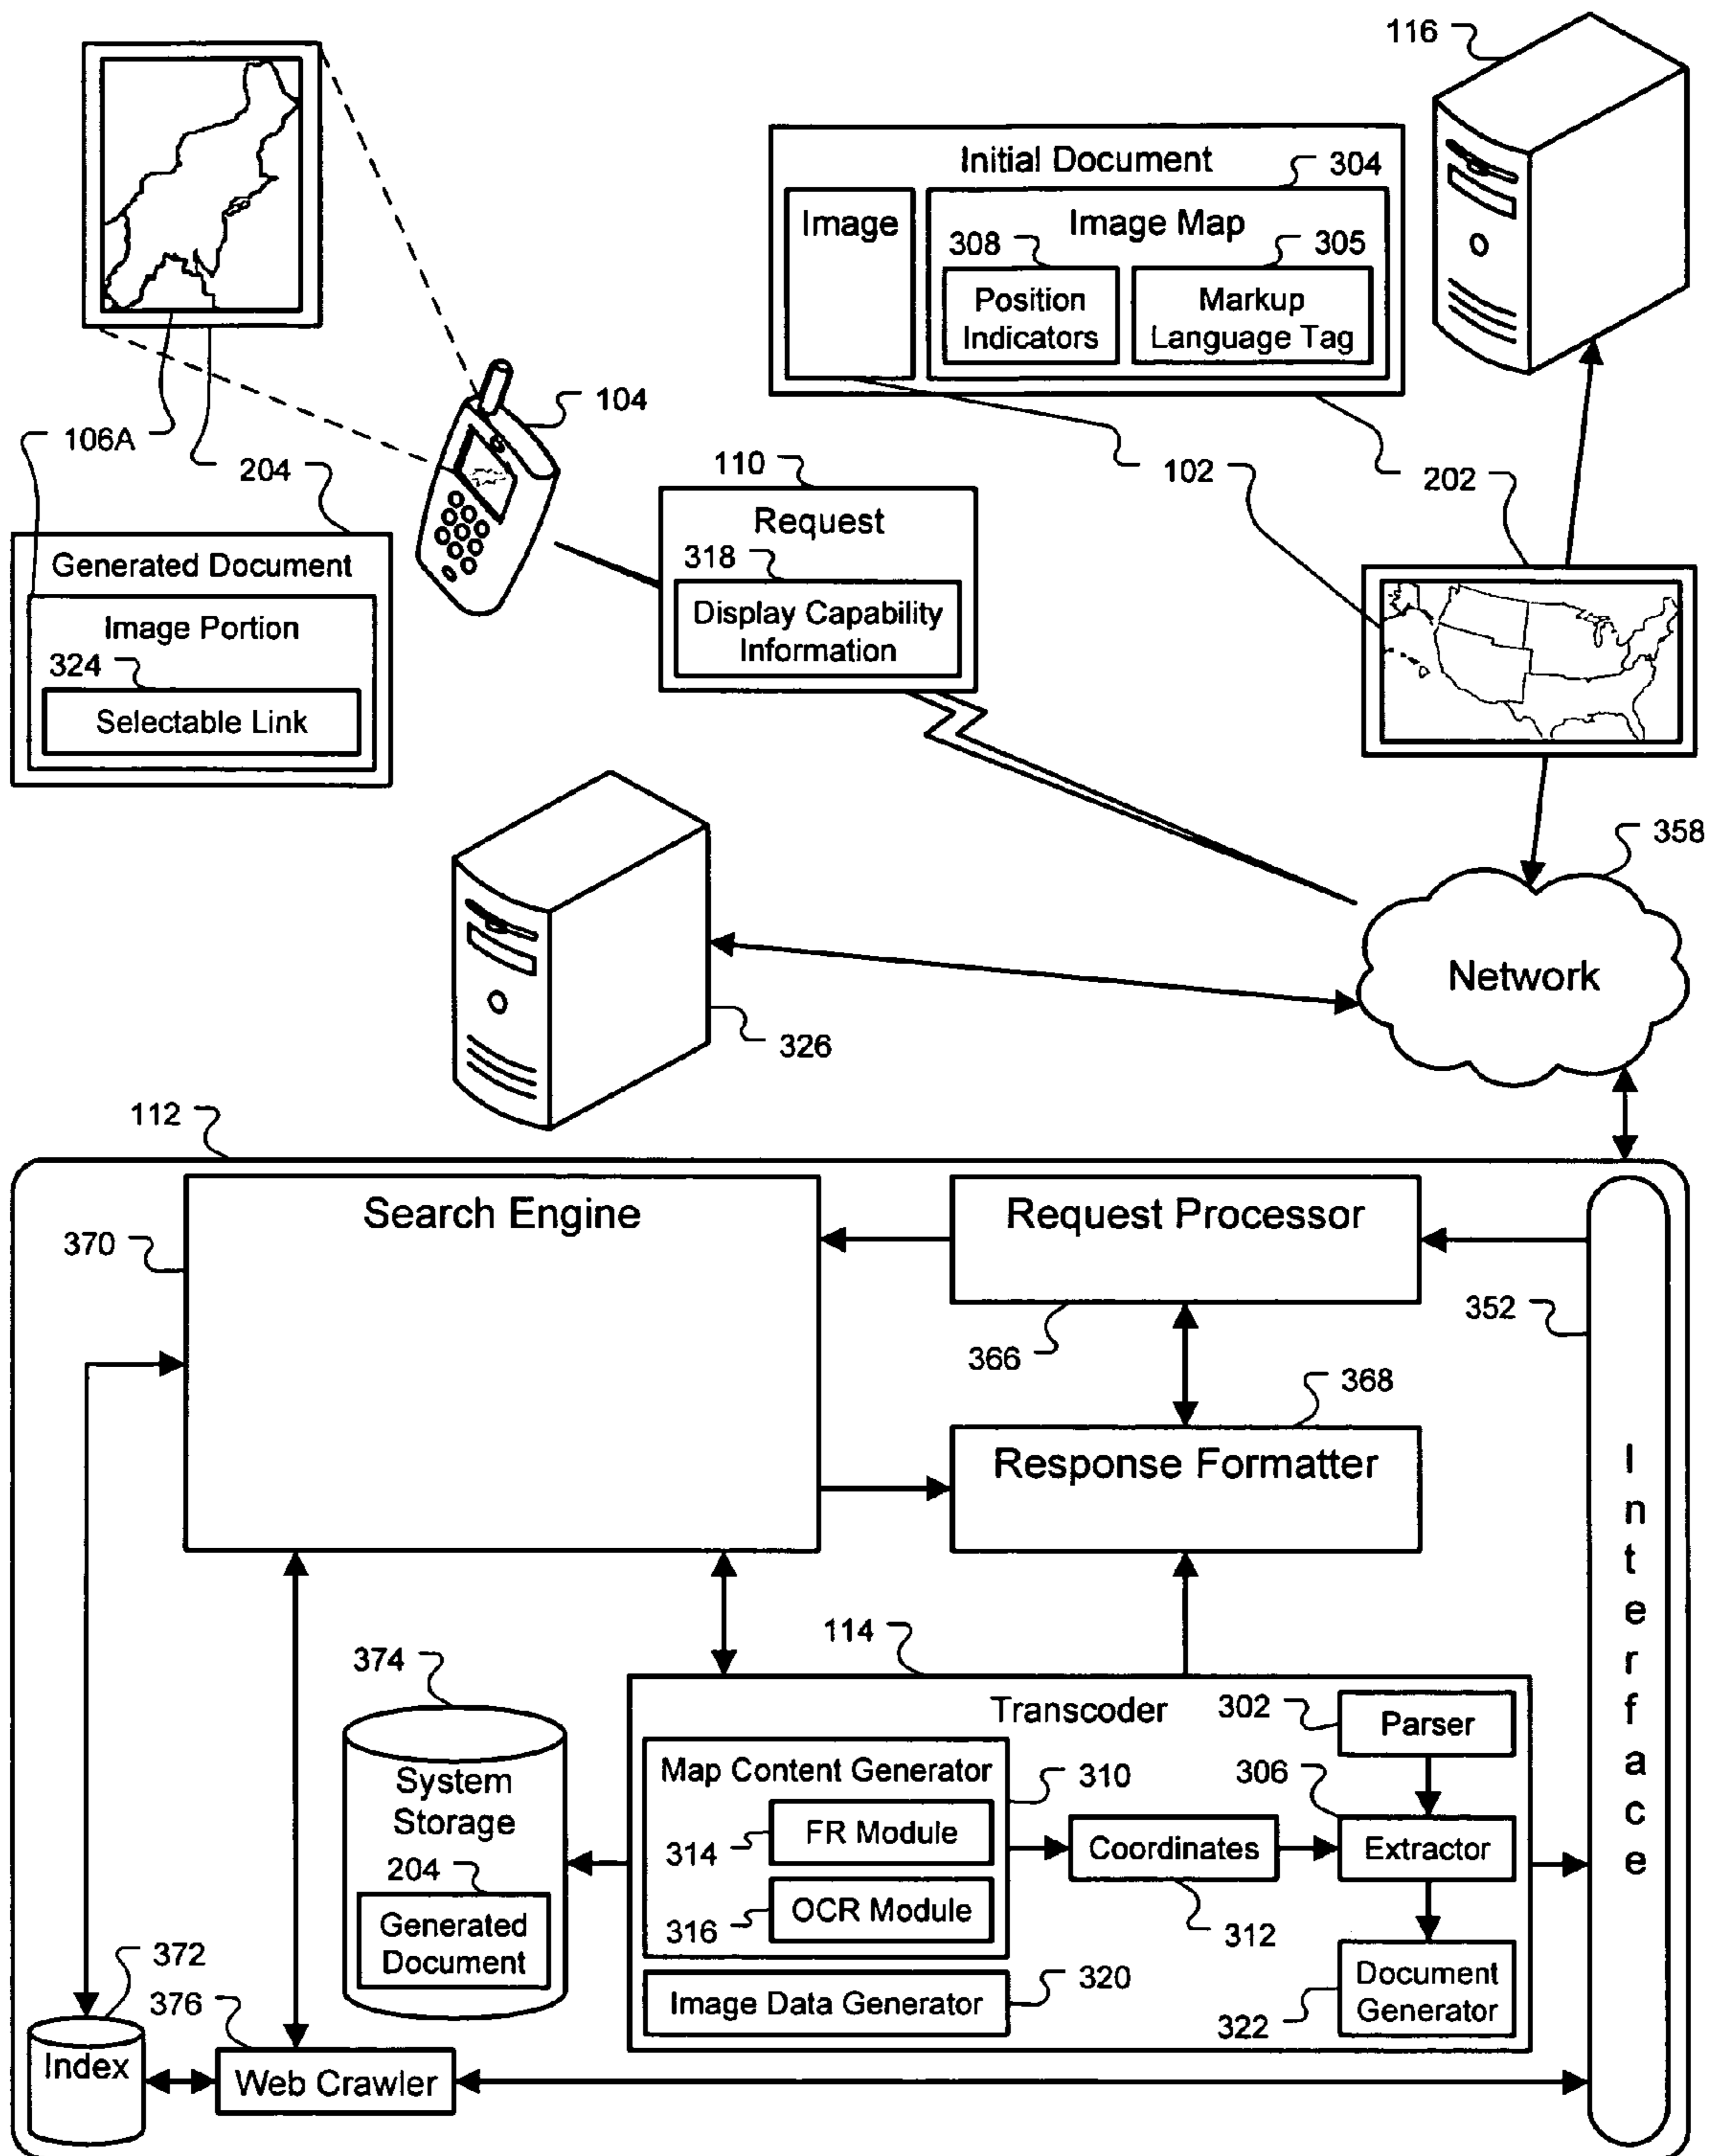 116
Initial Document
304
Image
Image Map
308
305
Position
Indicators
Markup
Language Tag
104
106A
204
110
102
202
Request
318
Display Capability
Information
Generated Document
Image Portion
324
Selectable Link
358
Network
326
112
Search Engine
Request Processor
370
352
366
368
Response Formatter
Interface
114
374
Transcoder
302
Parser
Map Content Generator
310
306
System
Storage
314
FR Module
Coordinates
Extractor
204
316
OCR Module
312
Generated
Document
372
320
Document
Generator
376
Image Data Generator
322
Index
Web Crawler